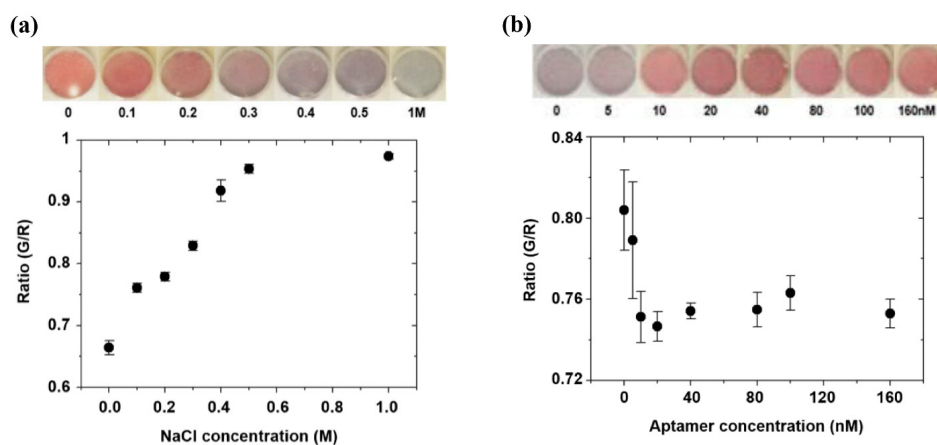 (a)
0 0.1 0.2 0.3 0.4 0.5 1M
1
0.9
0.8
0.7
0.6
Ratio (G/R)
0.0 0.2 0.4 0.6 0.8 1.0
NaCl concentration (M)
(b)
0 5 10 20 40 80 100 160nM
0.84
0.80
0.76
0.72
Ratio (G/R)
0 40 80 120 160
Aptamer concentration (nM)